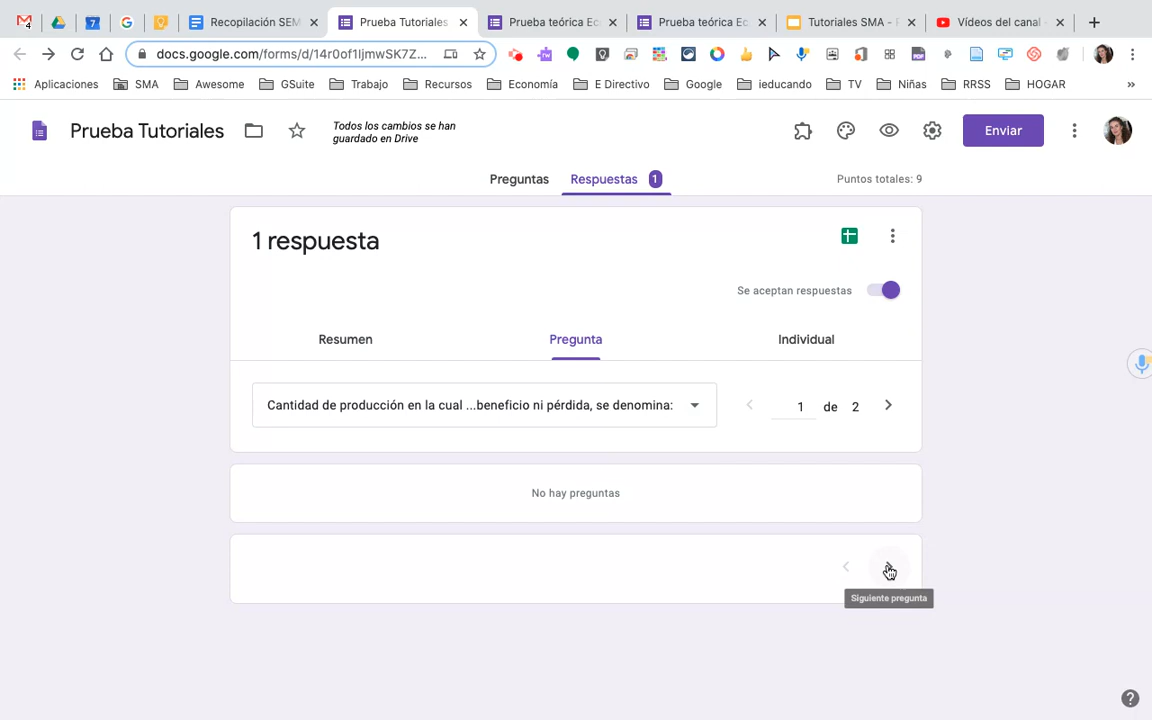 Recopilación SEM
Prueba Tutoriales
Prueba teórica Ec
Prueba teórica Ec
Tutoriales SMA - P
Vídeos del canal
docs.google.com/forms/d/14r0of1IjmwSK7Z...
Aplicaciones
SMA
Awesome
GSuite
Trabajo
Recursos
Economía
E Directivo
Google
ieducando
TV
Niñas
RRSS
HOGAR
»
Prueba Tutoriales
Todos los cambios se han
guardado en Drive
Enviar
Preguntas
Respuestas 1
Puntos totales: 9
1 respuesta
Se aceptan respuestas
Resumen
Pregunta
Individual
Cantidad de producción en la cual ...beneficio ni pérdida, se denomina:
1 de 2
No hay preguntas
Siguiente pregunta